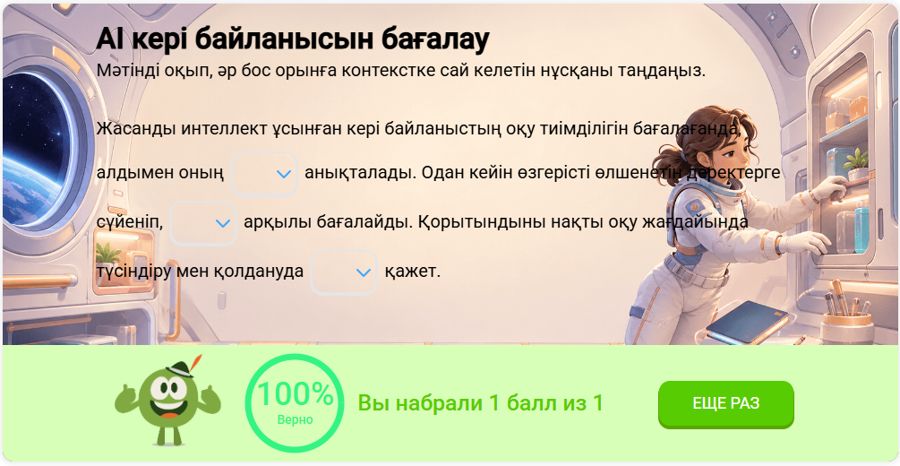 AI кері байланысын бағалау
Мәтінді оқып, әр бос орынға контекстке сай келетін нұсқаны таңдаңыз.
Жасанды интеллект ұсынған кері байланыстың оқу тиімділігін бағалағанда,
алдымен оның анықталады. Одан кейін өзгерісті өлшенетін деректерге
сүйеніп, арқылы бағалайды. Қорытындыны нақты оқу жағдайында
түсіндіру мен қолдануда қажет.
100%
Верно
Вы набрали 1 балл из 1
ЕЩЕ РАЗ